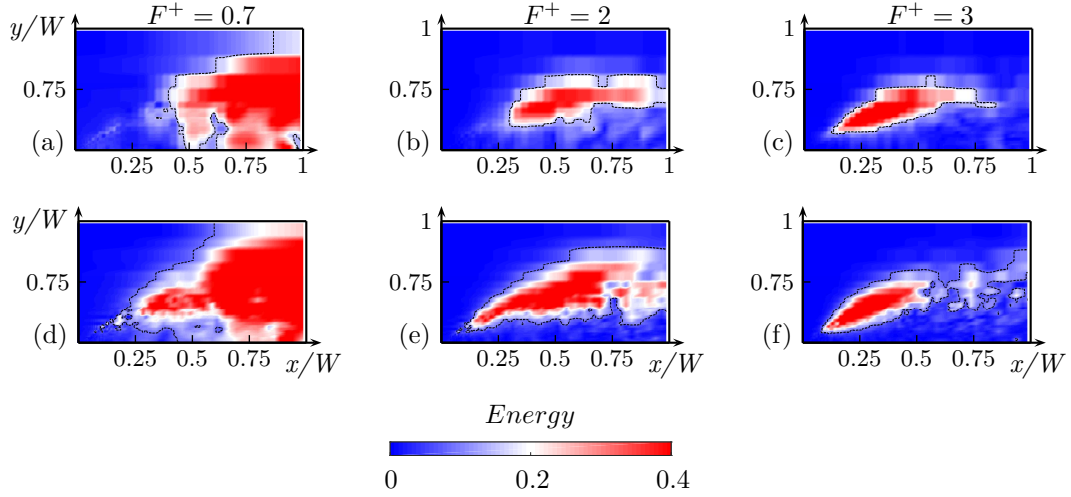 y/W F⁺ = 0.7 F⁺ = 2 F⁺ = 3
1 1
0.75 0.75 0.75
(a) (b) (c)
0.25 0.5 0.75 1 0.25 0.5 0.75 0.25 0.5 0.75 1
y/W 1 1
0.75 0.75 0.75
(d) (e) (f)
0.25 0.5 0.75 x/W 0.25 0.5 0.75 x/W 0.25 0.5 0.75 x/W
Energy
0 0.2 0.4